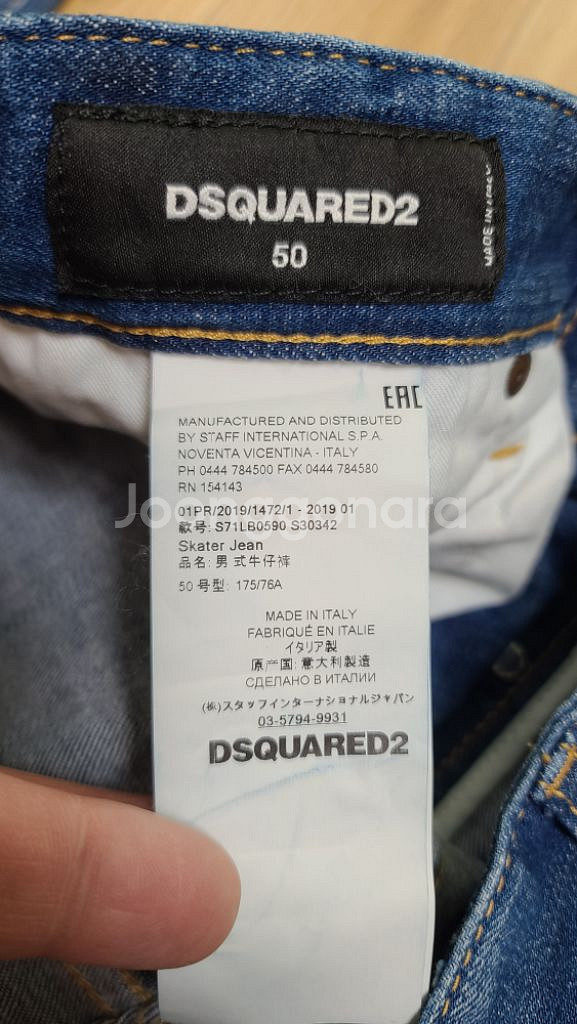 DSQUARED2
50
MADE IN ITALY
EAC
MANUFACTURED AND DISTRIBUTED
BY STAFF INTERNATIONAL S.P.A.
NOVENTA VICENTINA - ITALY
PH 0444 784500 FAX 0444 784580
RN 154143
01PR/2019/1472/1 - 2019 01
款号: S71LB0590 S30342
Skater Jean
品名: 男 式牛仔裤
50 号型: 175/76A
MADE IN ITALY
FABRIQUÉ EN ITALIE
イタリア製
原产国: 意大利製造
СДЕЛАНО В ИТАЛИИ
(株)スタッフインターナショナルジャパン
03-5794-9931
DSQUARED2
Joonggonara